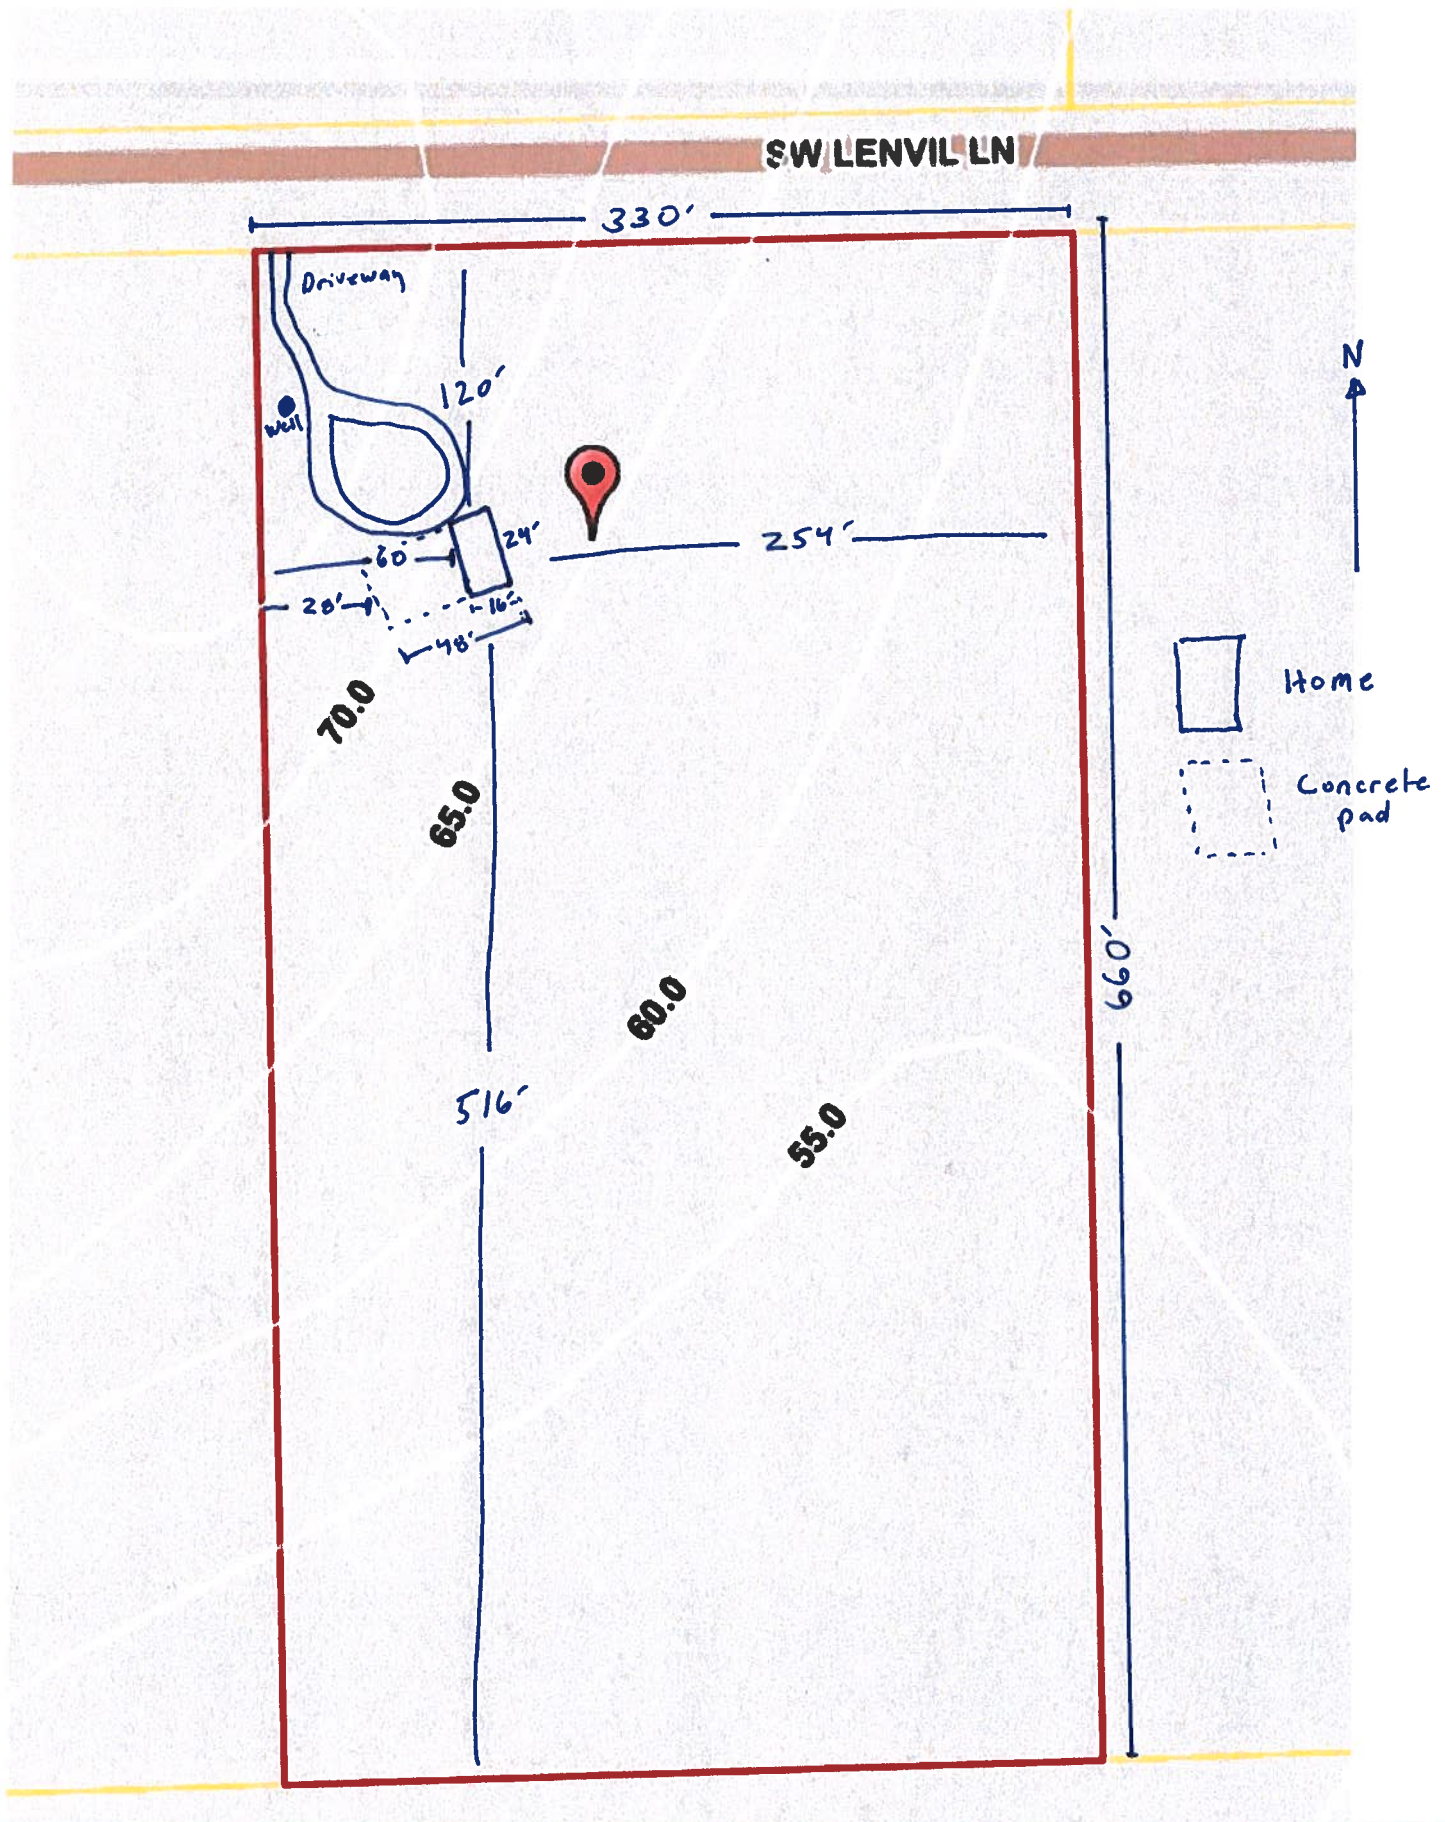 SW LENVIL LN
330'
Driveway
N
120'
Well
24'
254'
60'
28'
16'
48'
Home
70.0
Concrete
pad
65.0
660'
60.0
516'
55.0